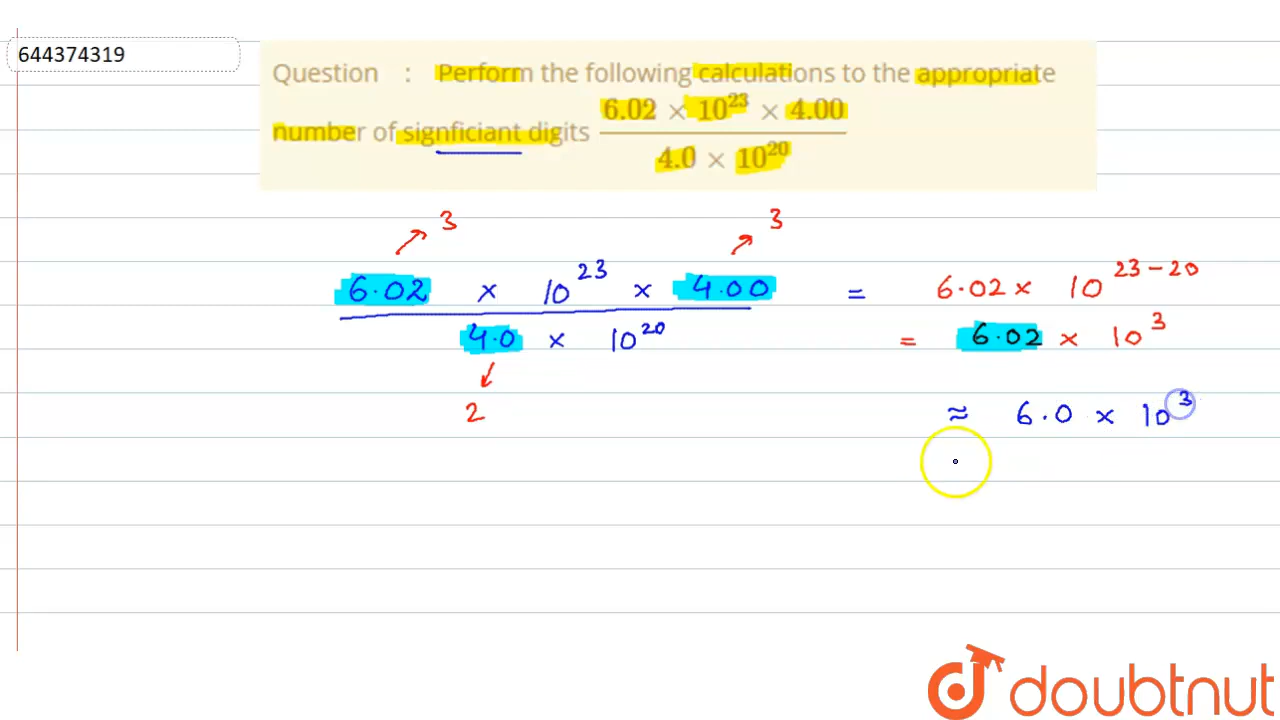 644374319
Question : Perform the following calculations to the appropriate
number of signficiant digits 6.02 × 10^23 × 4.00 / 4.0 × 10^20
3 3
6.02 × 10^23 × 4.00 = 6.02 × 10^23-20
4.0 × 10^20 = 6.02 × 10^3
2 ≈ 6.0 × 10^3
doubtnut